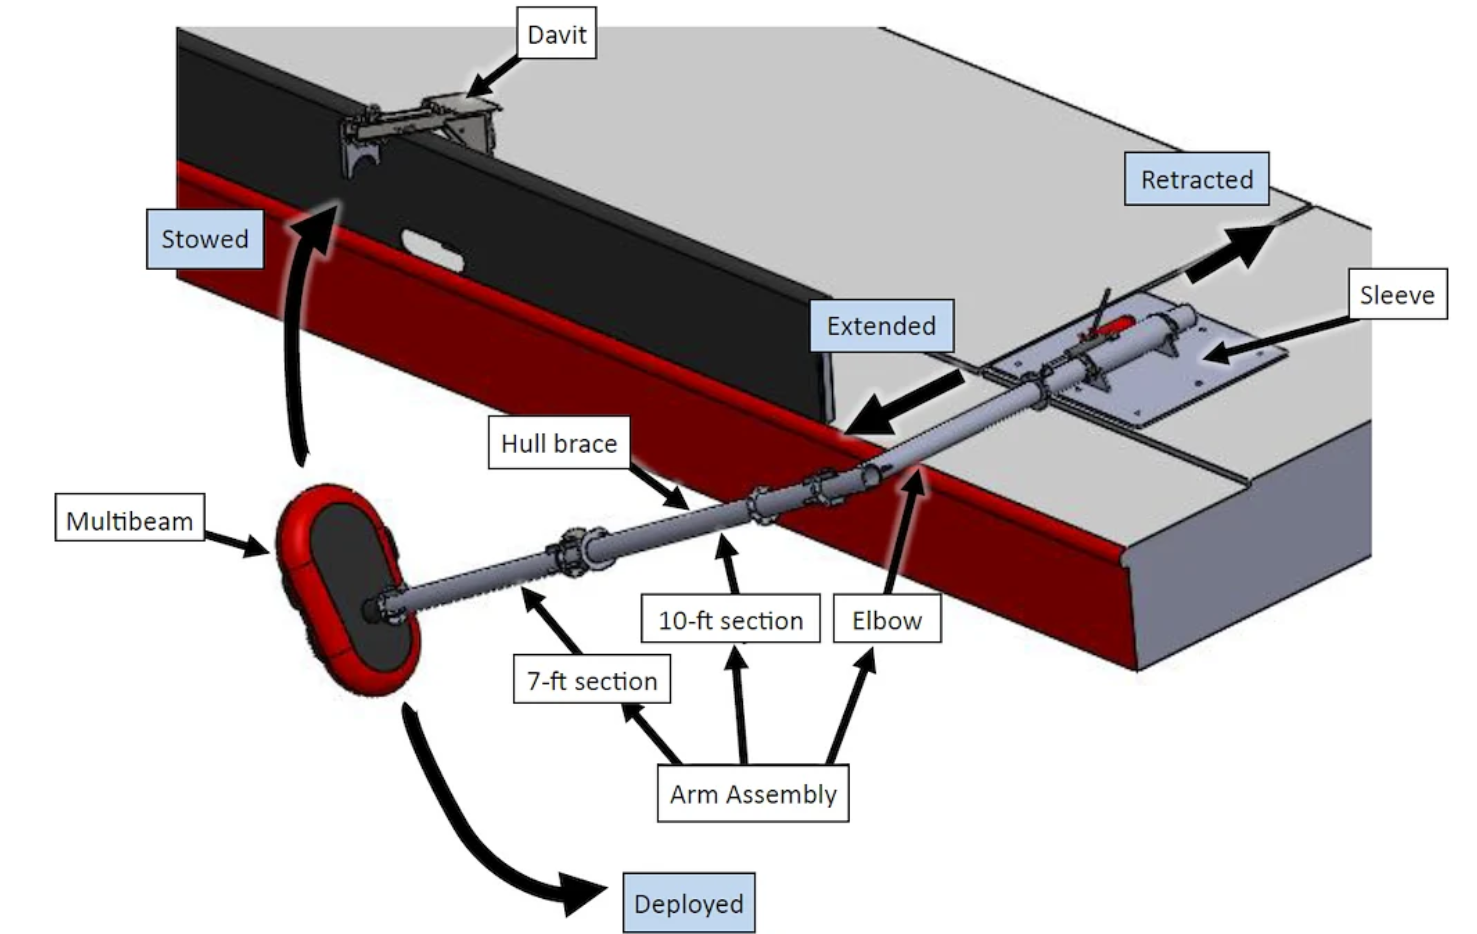 Davit
Retracted
Stowed
Sleeve
Extended
Hull brace
Multibeam
10-ft section
Elbow
7-ft section
Arm Assembly
Deployed